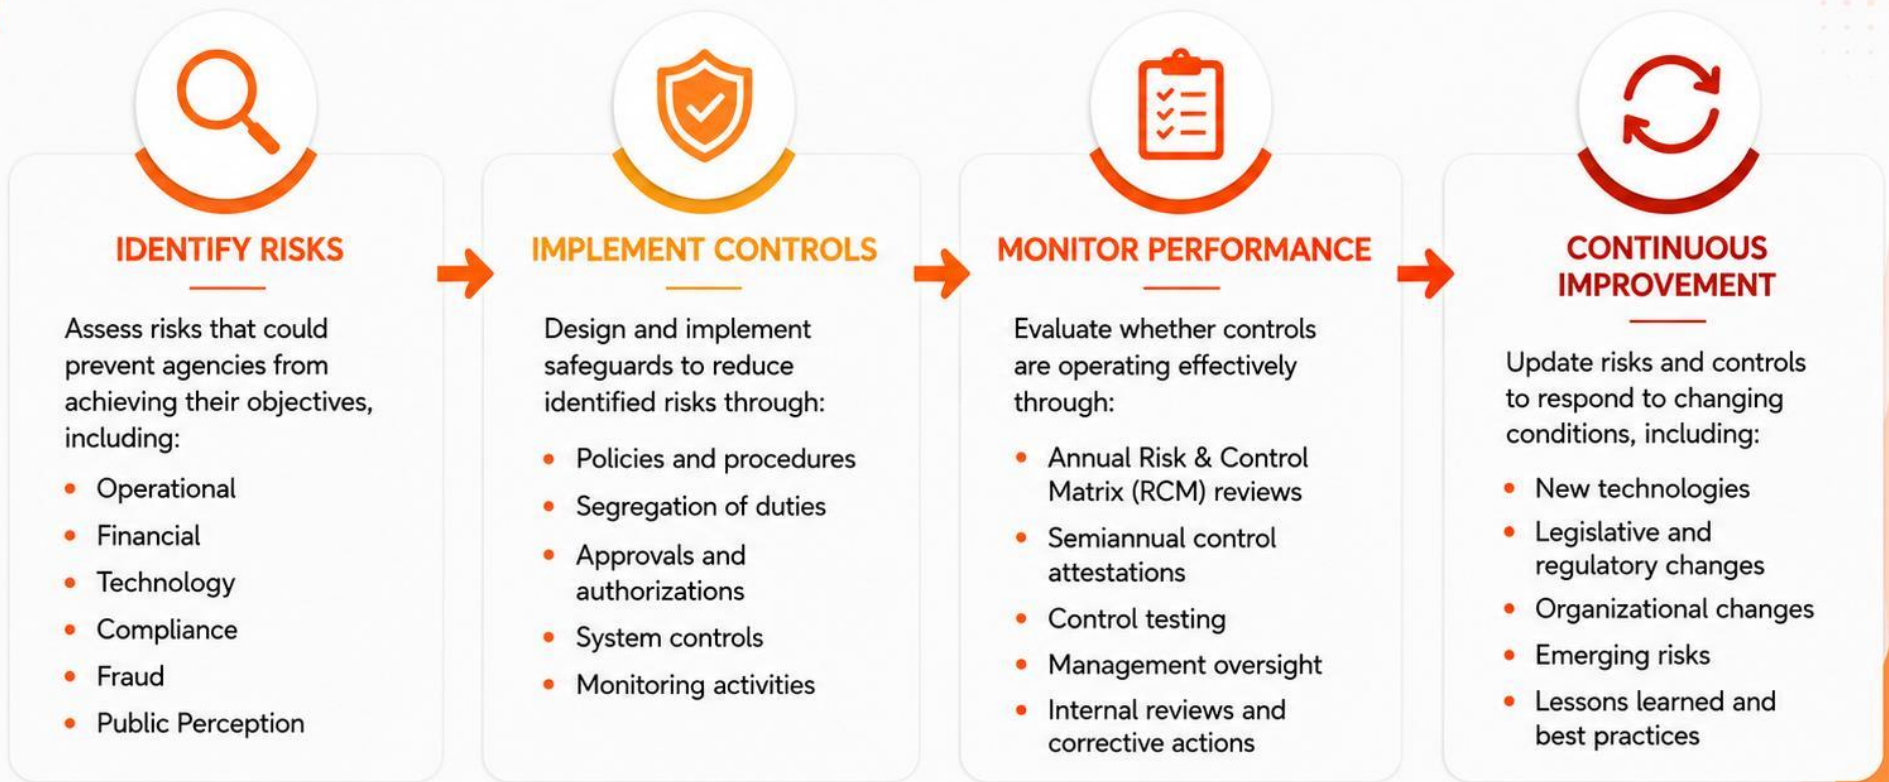 IDENTIFY RISKS
Assess risks that could
prevent agencies from
achieving their objectives,
including:
• Operational
• Financial
• Technology
• Compliance
• Fraud
• Public Perception
IMPLEMENT CONTROLS
Design and implement
safeguards to reduce
identified risks through:
• Policies and procedures
• Segregation of duties
• Approvals and
authorizations
• System controls
• Monitoring activities
MONITOR PERFORMANCE
Evaluate whether controls
are operating effectively
through:
• Annual Risk & Control
Matrix (RCM) reviews
• Semiannual control
attestations
• Control testing
• Management oversight
• Internal reviews and
corrective actions
CONTINUOUS
IMPROVEMENT
Update risks and controls
to respond to changing
conditions, including:
• New technologies
• Legislative and
regulatory changes
• Organizational changes
• Emerging risks
• Lessons learned and
best practices